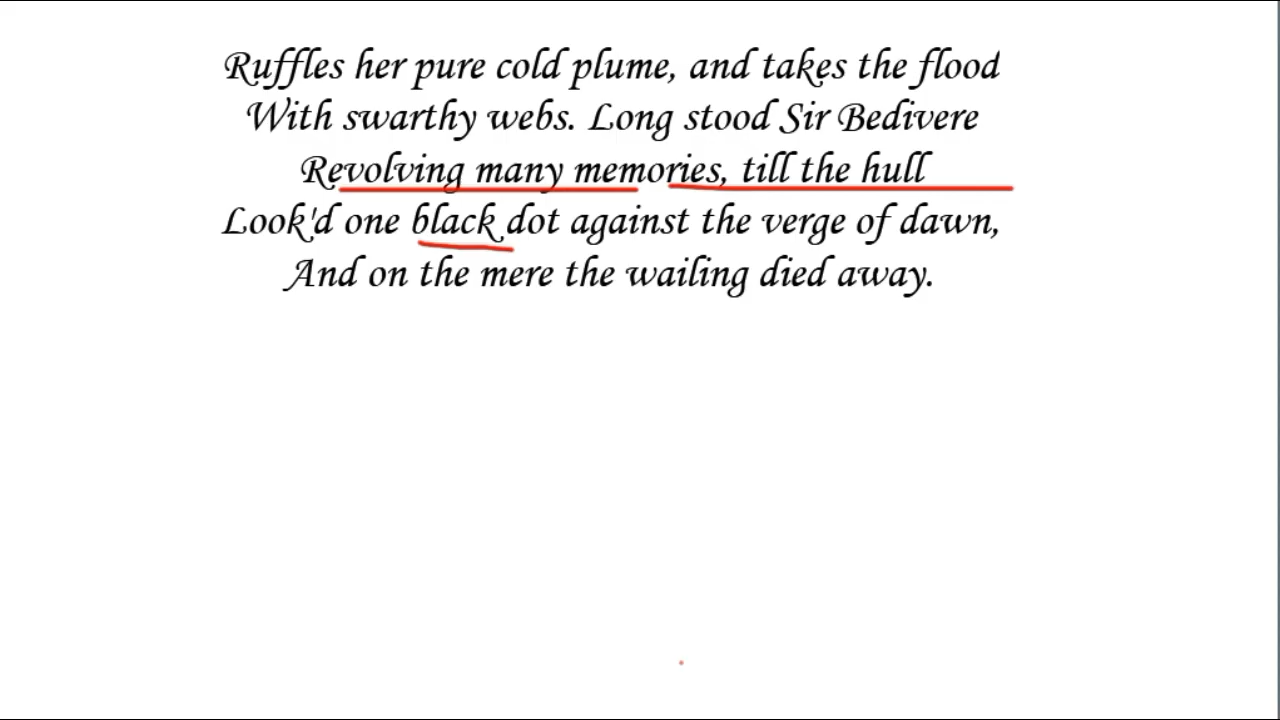 Ruffles her pure cold plume, and takes the flood
With swarthy webs. Long stood Sir Bedivere
Revolving many memories, till the hull
Look'd one black dot against the verge of dawn,
And on the mere the wailing died away.